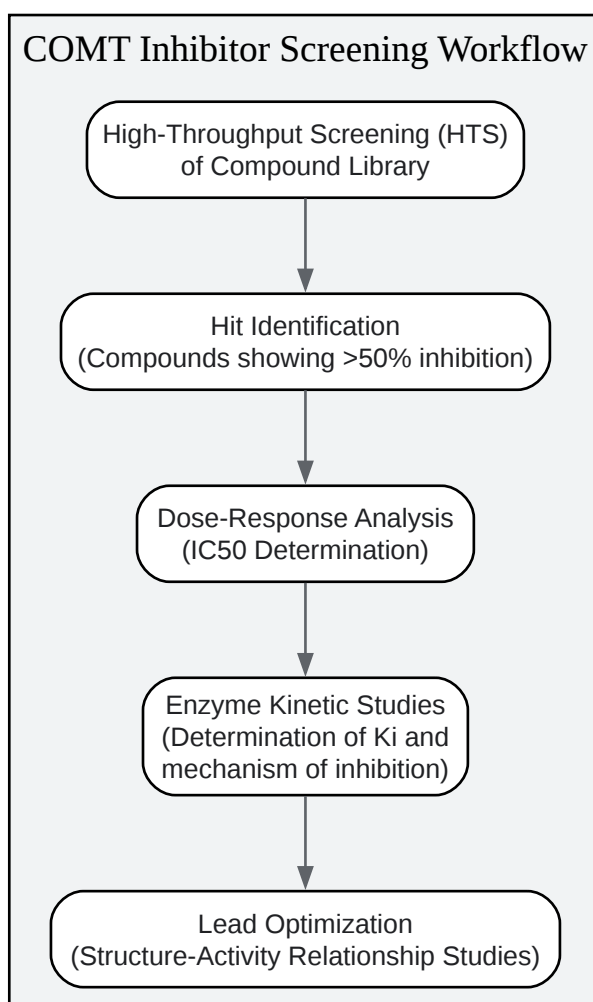 COMT Inhibitor Screening Workflow
High-Throughput Screening (HTS)
of Compound Library
Hit Identification
(Compounds showing >50% inhibition)
Dose-Response Analysis
(IC50 Determination)
Enzyme Kinetic Studies
(Determination of Ki and
mechanism of inhibition)
Lead Optimization
(Structure-Activity Relationship Studies)